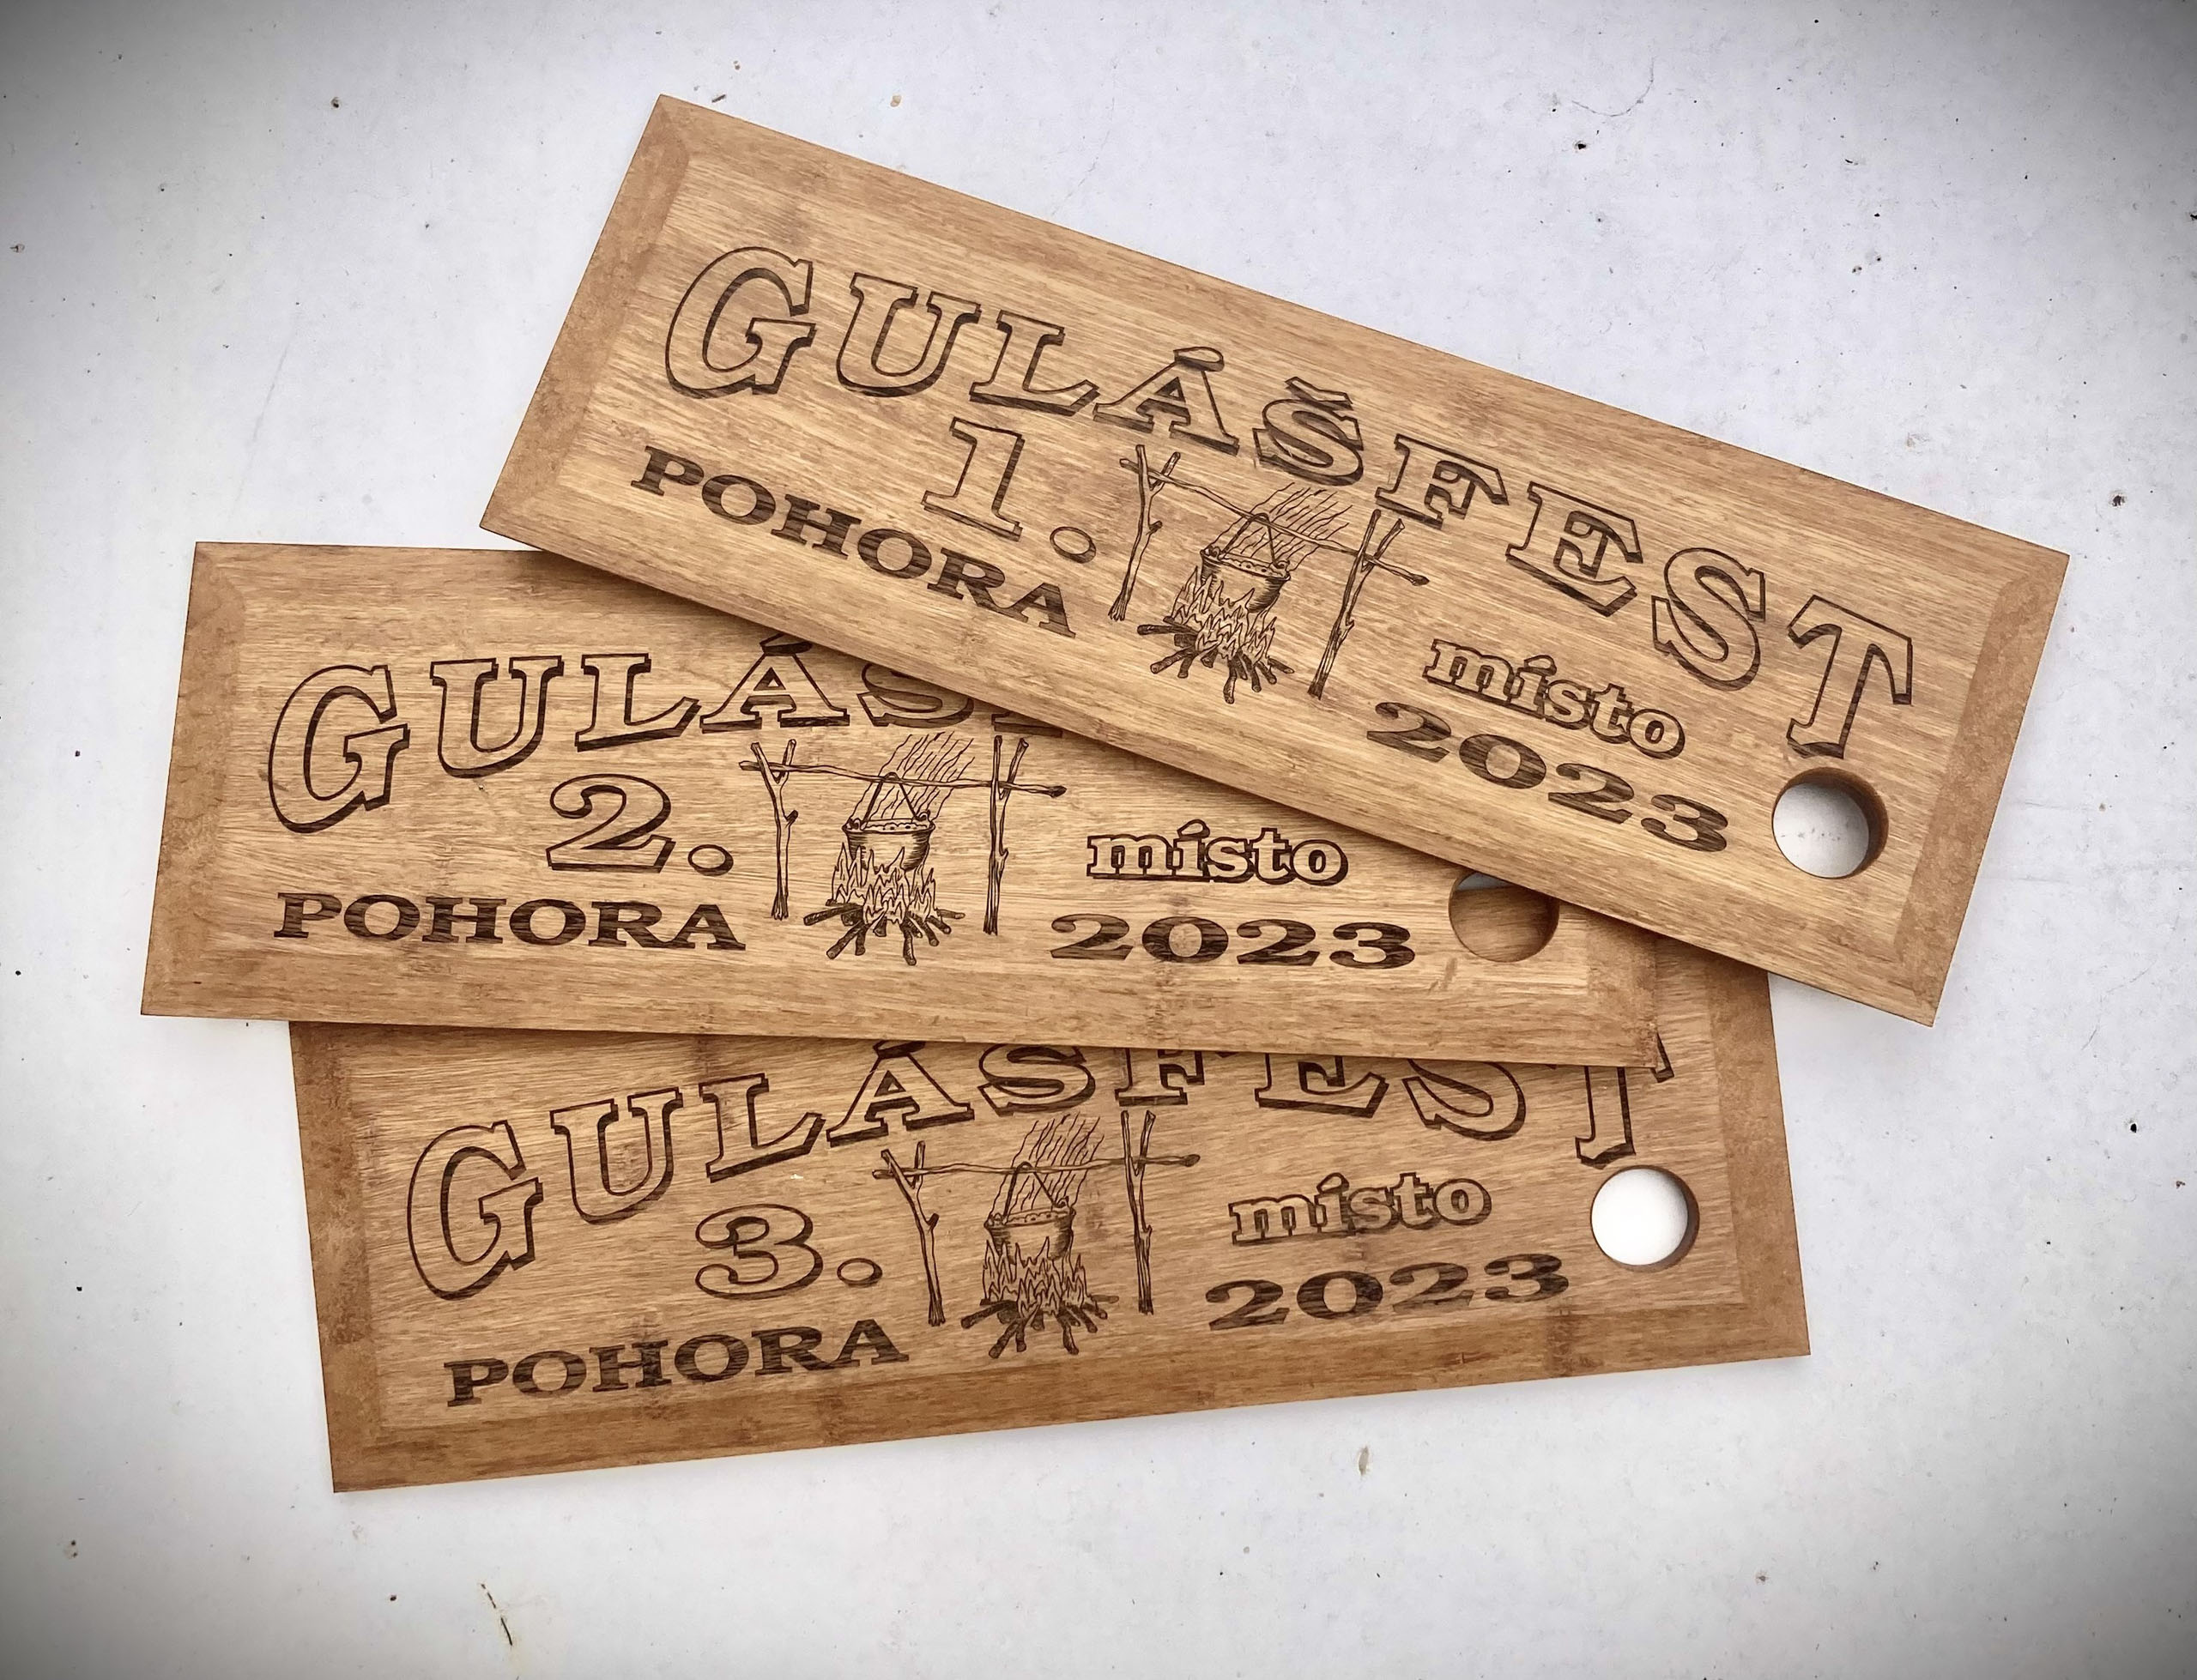 GULÁŠFEST
1. místo
POHORA 2023
GULÁŠ
2. místo
POHORA 2023
GULÁŠFEST
3. místo
POHORA 2023